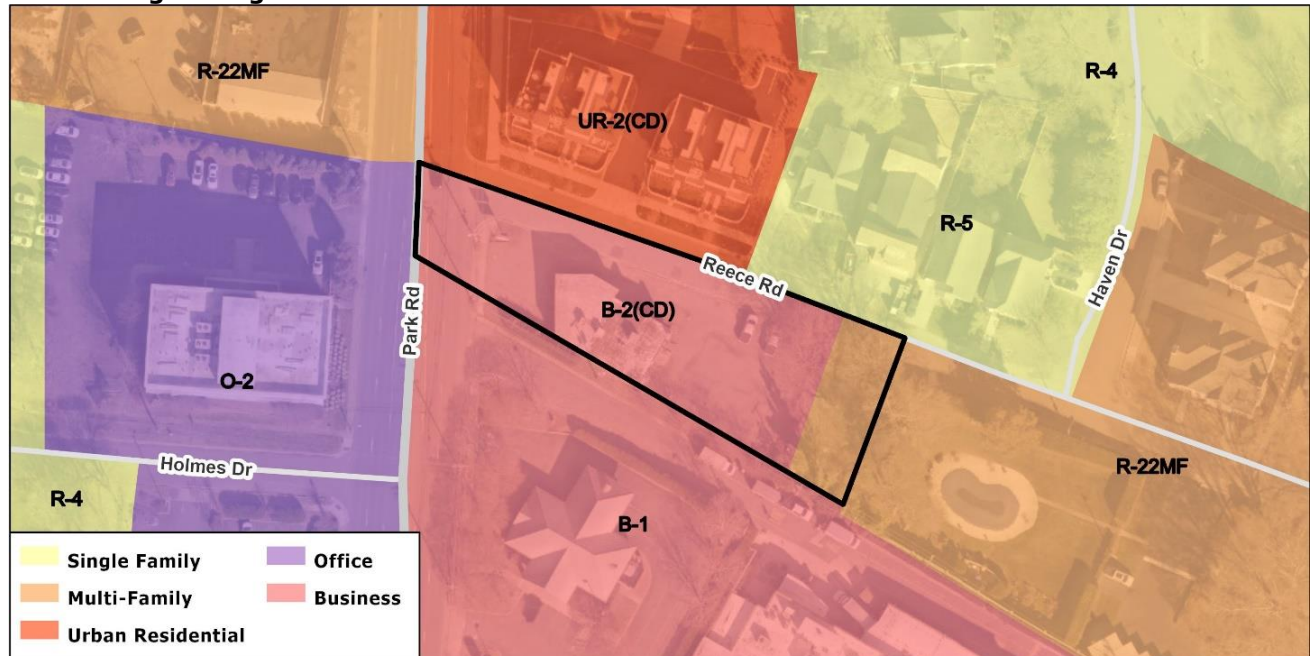 R-22MF
UR-2(CD)
R-4
R-5
Reece Rd
Haven Dr
B-2(CD)
Park Rd
O-2
Holmes Dr
R-4
R-22MF
B-1
Single Family
Office
Multi-Family
Business
Urban Residential